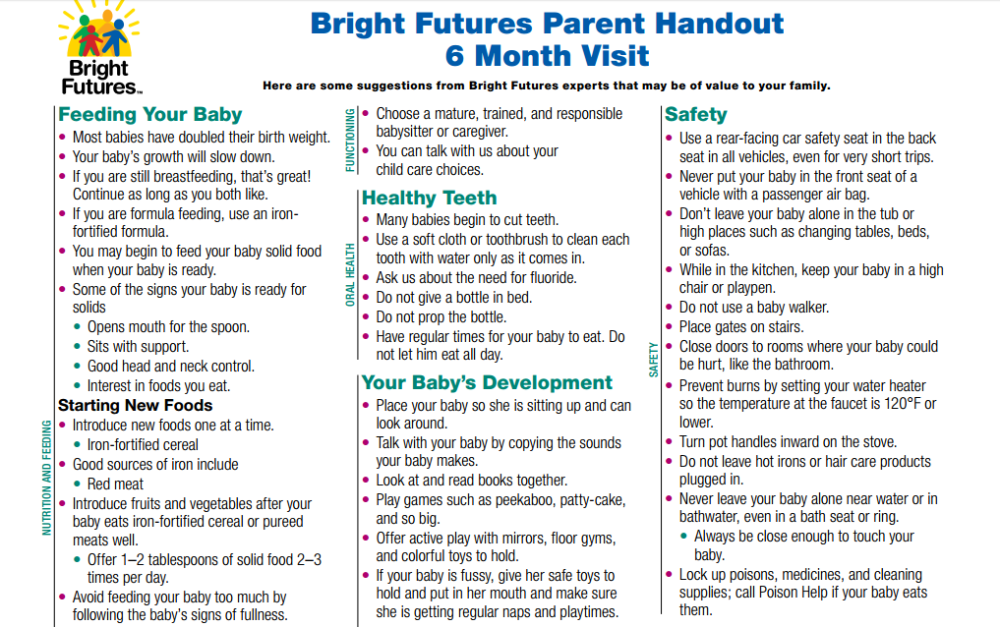 Bright
Futures™
Bright Futures Parent Handout
6 Month Visit
Here are some suggestions from Bright Futures experts that may be of value to your family.
NUTRITION AND FEEDING
Feeding Your Baby
• Most babies have doubled their birth weight.
• Your baby's growth will slow down.
• If you are still breastfeeding, that's great!
Continue as long as you both like.
• If you are formula feeding, use an iron-
fortified formula.
• You may begin to feed your baby solid food
when your baby is ready.
• Some of the signs your baby is ready for
solids
• Opens mouth for the spoon.
• Sits with support.
• Good head and neck control.
• Interest in foods you eat.
Starting New Foods
• Introduce new foods one at a time.
• Iron-fortified cereal
• Good sources of iron include
• Red meat
• Introduce fruits and vegetables after your
baby eats iron-fortified cereal or pureed
meats well.
• Offer 1–2 tablespoons of solid food 2–3
times per day.
• Avoid feeding your baby too much by
following the baby's signs of fullness.
FUNCTIONING
• Choose a mature, trained, and responsible
babysitter or caregiver.
• You can talk with us about your
child care choices.
ORAL HEALTH
Healthy Teeth
• Many babies begin to cut teeth.
• Use a soft cloth or toothbrush to clean each
tooth with water only as it comes in.
• Ask us about the need for fluoride.
• Do not give a bottle in bed.
• Do not prop the bottle.
• Have regular times for your baby to eat. Do
not let him eat all day.
Your Baby's Development
• Place your baby so she is sitting up and can
look around.
• Talk with your baby by copying the sounds
your baby makes.
• Look at and read books together.
• Play games such as peekaboo, patty-cake,
and so big.
• Offer active play with mirrors, floor gyms,
and colorful toys to hold.
• If your baby is fussy, give her safe toys to
hold and put in her mouth and make sure
she is getting regular naps and playtimes.
SAFETY
Safety
• Use a rear-facing car safety seat in the back
seat in all vehicles, even for very short trips.
• Never put your baby in the front seat of a
vehicle with a passenger air bag.
• Don't leave your baby alone in the tub or
high places such as changing tables, beds,
or sofas.
• While in the kitchen, keep your baby in a high
chair or playpen.
• Do not use a baby walker.
• Place gates on stairs.
• Close doors to rooms where your baby could
be hurt, like the bathroom.
• Prevent burns by setting your water heater
so the temperature at the faucet is 120°F or
lower.
• Turn pot handles inward on the stove.
• Do not leave hot irons or hair care products
plugged in.
• Never leave your baby alone near water or in
bathwater, even in a bath seat or ring.
• Always be close enough to touch your
baby.
• Lock up poisons, medicines, and cleaning
supplies; call Poison Help if your baby eats
them.